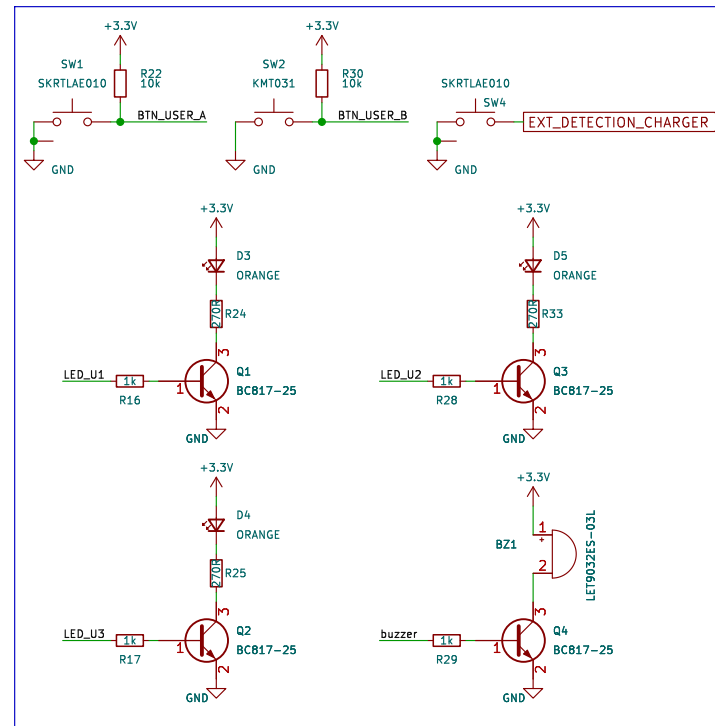 +3.3V
+3.3V
SW1
SKRTLAE010
R22
10k
SW2
KMT031
R30
10k
SKRTLAE010
SW4
BTN_USER_A
BTN_USER_B
EXT_DETECTION_CHARGER
GND
GND
GND
+3.3V
D3
ORANGE
270R
R24
3
Q1
BC817-25
LED_U1
1k
R16
1
2
GND
+3.3V
D5
ORANGE
270R
R33
3
Q3
BC817-25
LED_U2
1k
R28
1
2
GND
+3.3V
D4
ORANGE
270R
R25
3
Q2
BC817-25
LED_U3
1k
R17
1
2
GND
+3.3V
1
+
BZ1
2
LET9032ES-03L
3
Q4
BC817-25
buzzer
1k
R29
1
2
GND